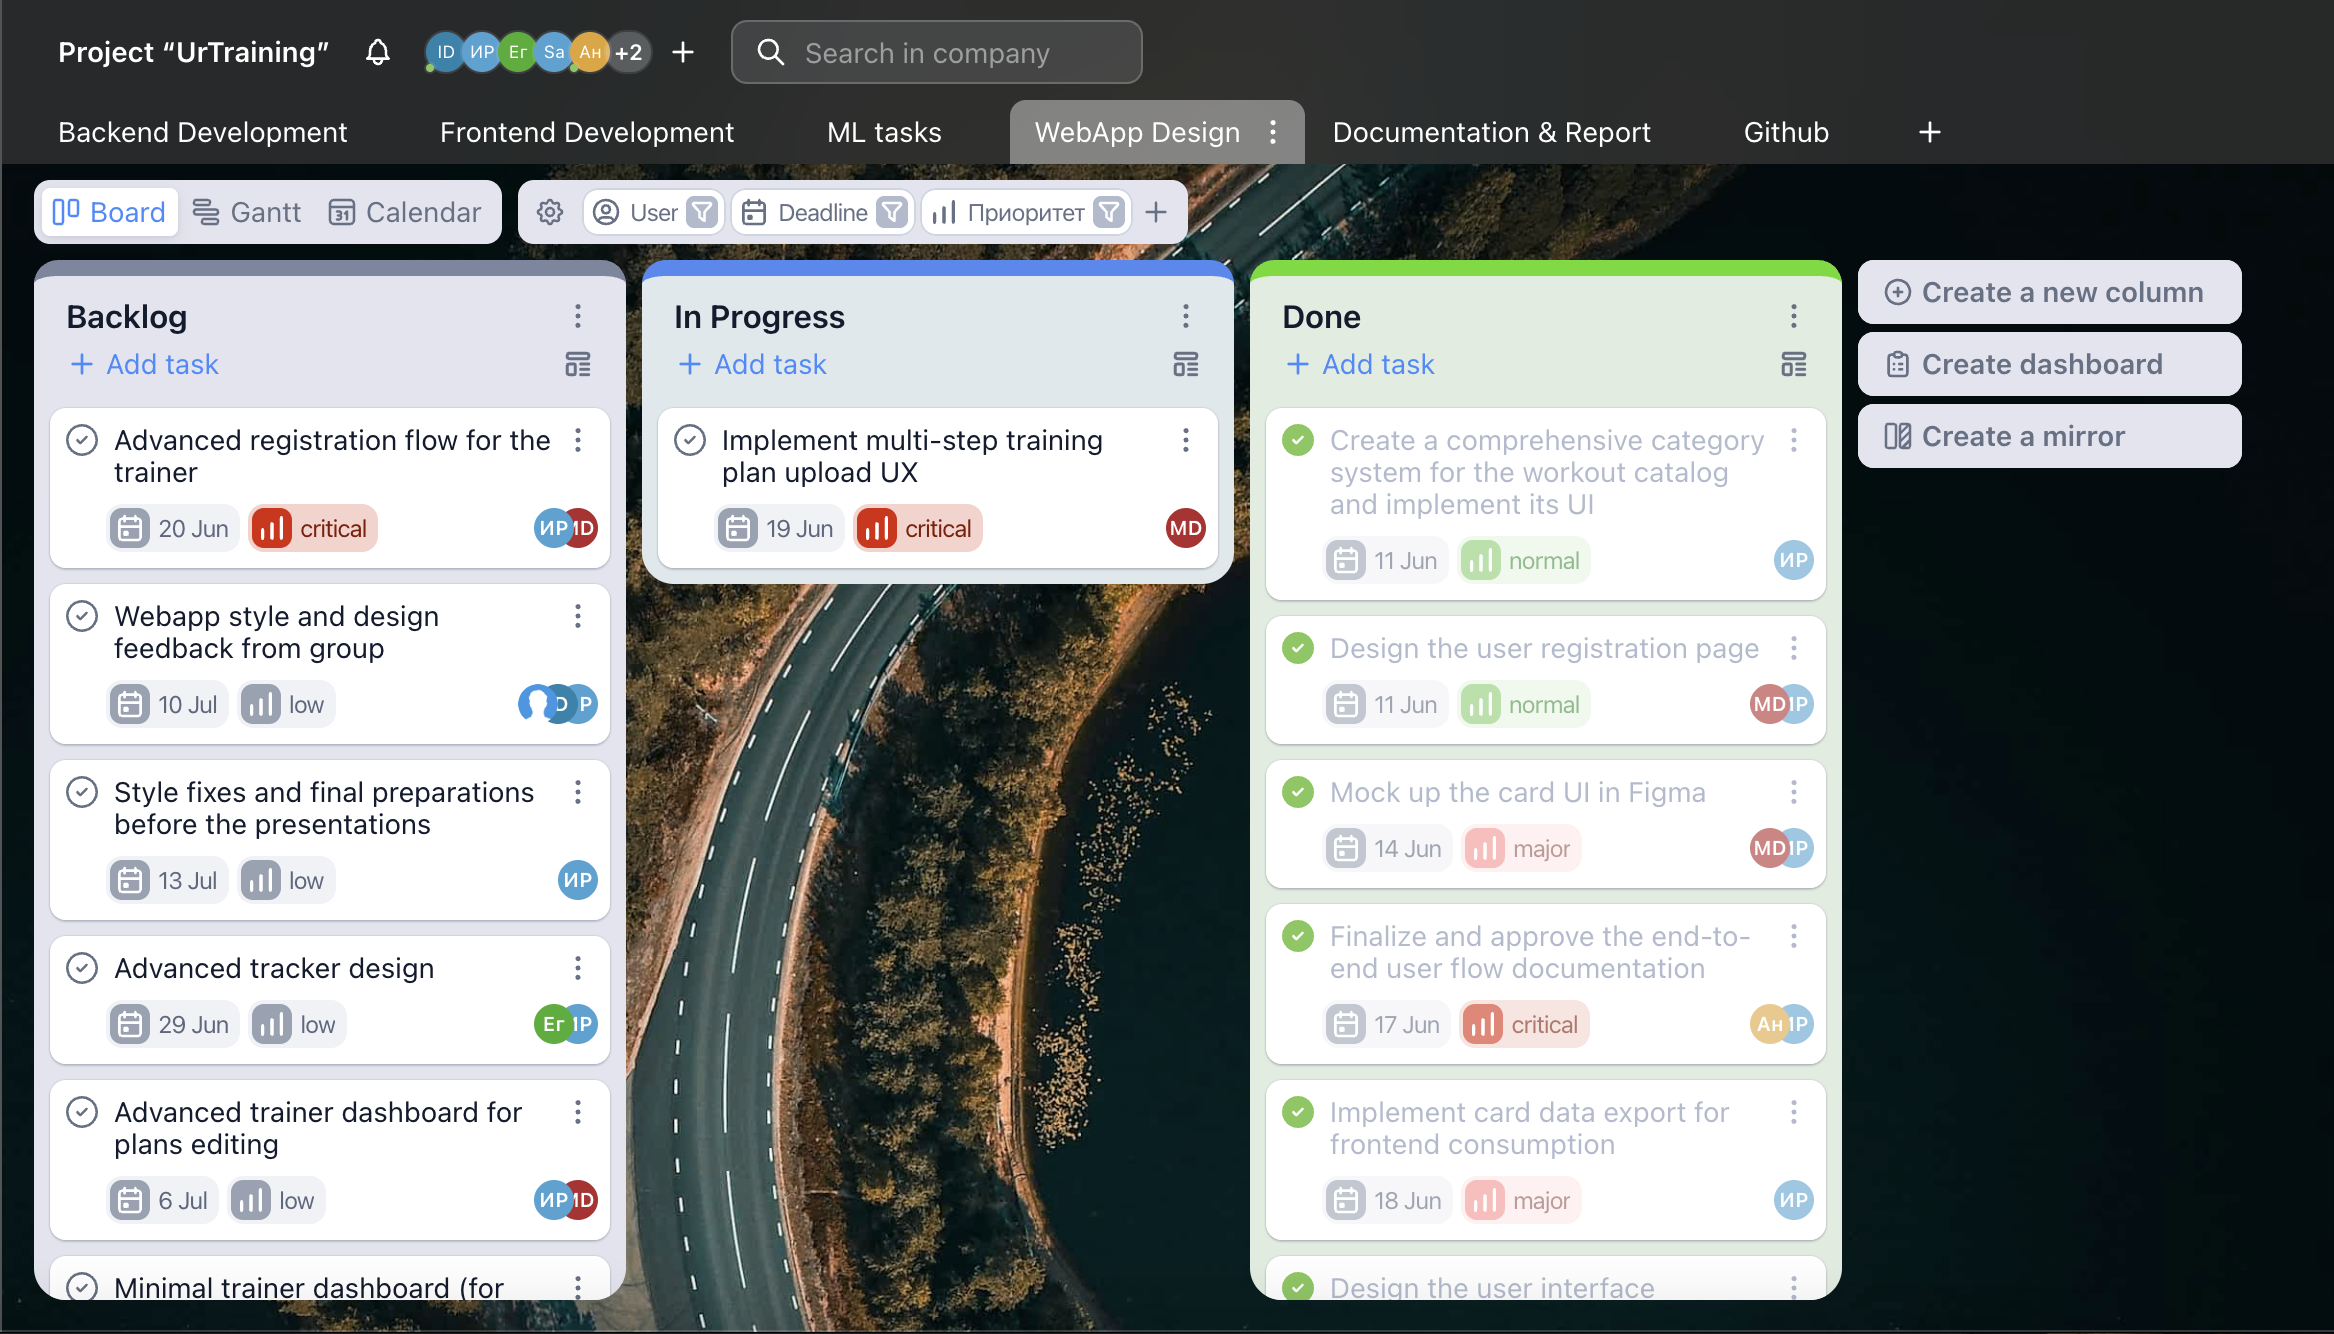 Project “UrTraining”
ID ИР Ег Sa Ан +2
Search in company
Backend Development
Frontend Development
ML tasks
WebApp Design
Documentation & Report
Github
Board
Gantt
31
Calendar
User
Deadline
Приоритет
Backlog
Add task
Advanced registration flow for the
trainer
20 Jun
critical
ИР
Webapp style and design
feedback from group
10 Jul
low
Style fixes and final preparations
before the presentations
13 Jul
low
ИР
Advanced tracker design
29 Jun
low
Ег
Advanced trainer dashboard for
plans editing
6 Jul
low
ИР
Minimal trainer dashboard (for
In Progress
Add task
Implement multi-step training
plan upload UX
19 Jun
critical
MD
Done
Add task
Create a comprehensive category
system for the workout catalog
and implement its UI
11 Jun
normal
ИР
Design the user registration page
11 Jun
normal
MD
Mock up the card UI in Figma
14 Jun
major
MD
Finalize and approve the end-to-
end user flow documentation
17 Jun
critical
Ан
Implement card data export for
frontend consumption
18 Jun
major
ИР
Design the user interface
Create a new column
Create dashboard
Create a mirror